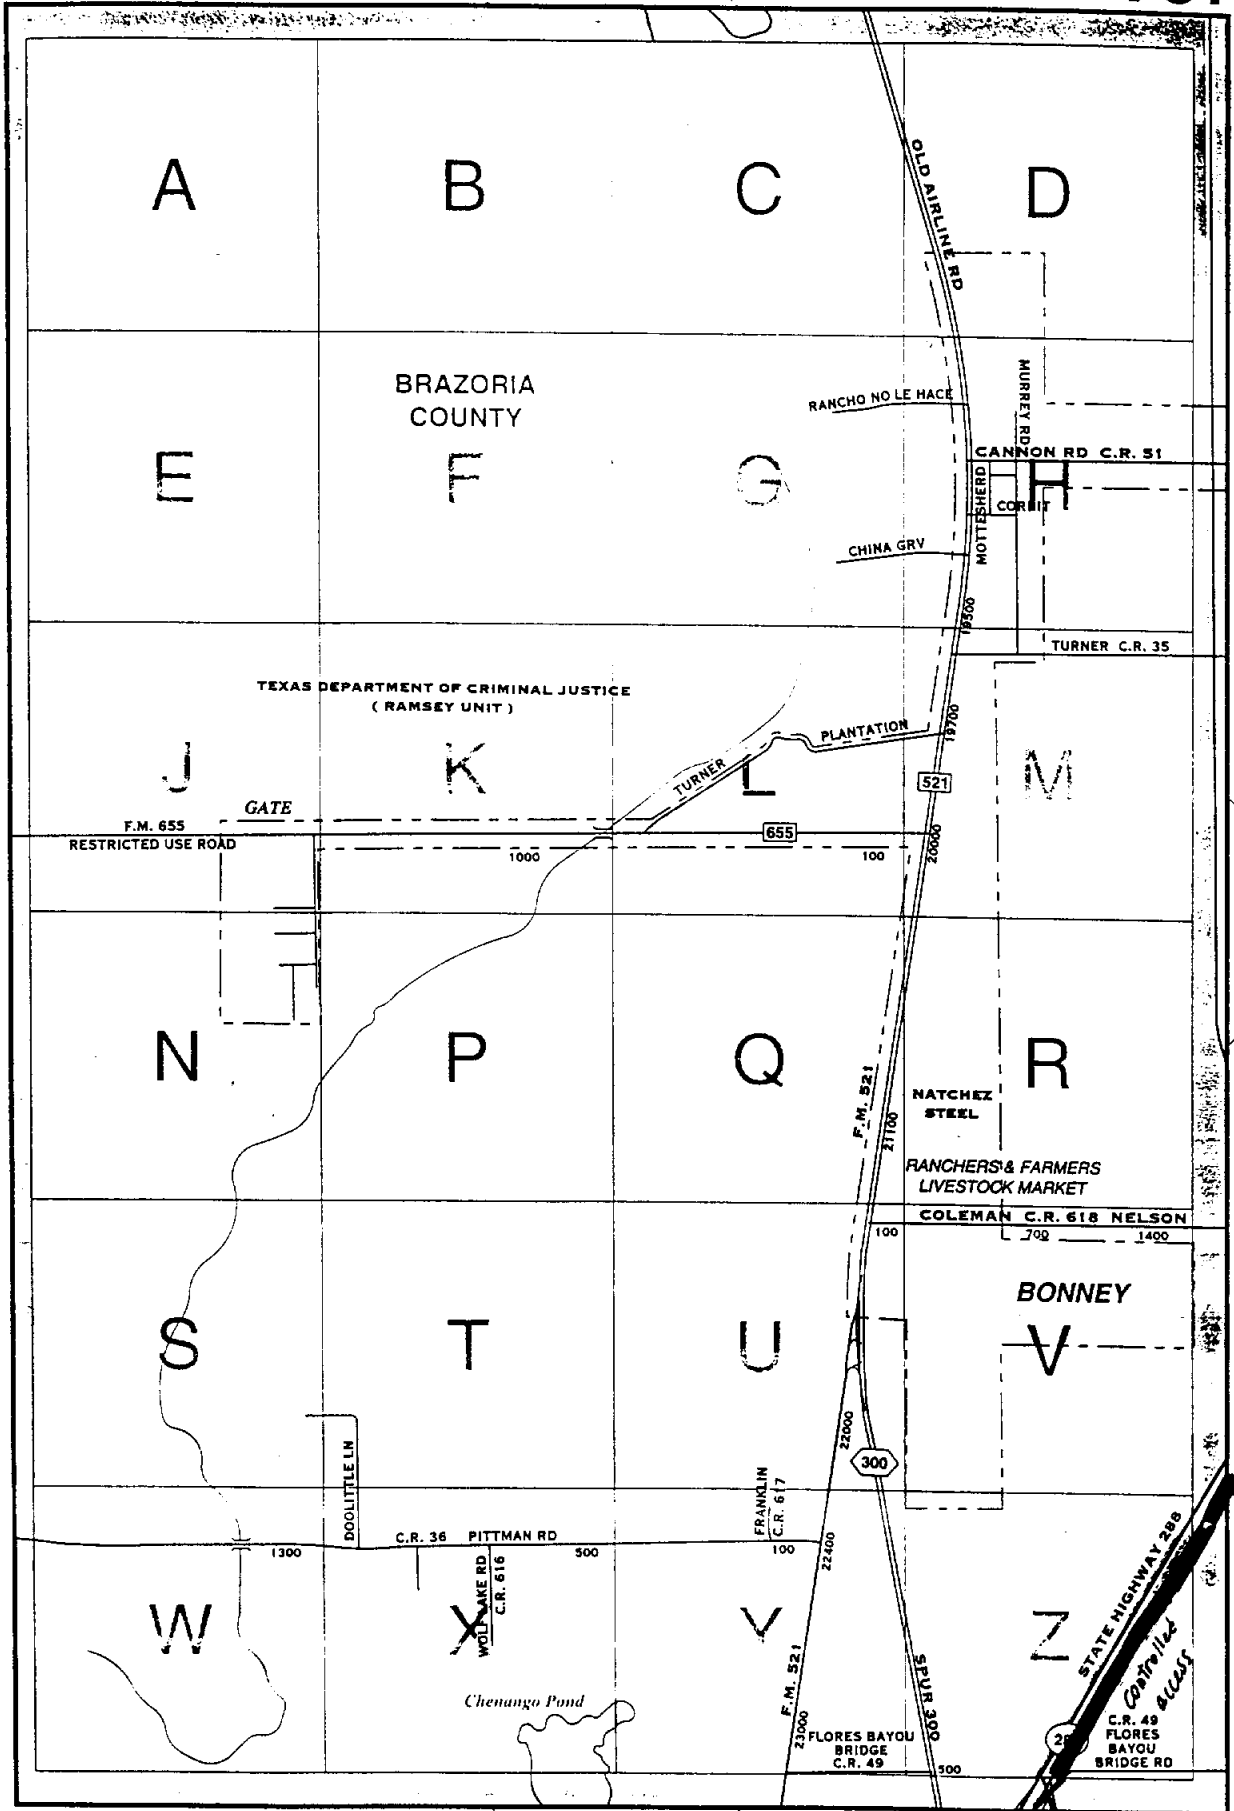 A
B
C
D
OLD AIRLINE RD
BRAZORIA
COUNTY
RANCHO NO LE HACE
MURREY RD
CANNON RD C.R. 51
E
F
G
H
MOTTESHERD
CORBIT
CHINA GRV
19500
TURNER C.R. 35
TEXAS DEPARTMENT OF CRIMINAL JUSTICE
( RAMSEY UNIT )
PLANTATION
19700
J
K
TURNER
L
521
M
GATE
F.M. 655
655
RESTRICTED USE ROAD
1000
100
20000
N
P
Q
R
F.M. 521
NATCHEZ
STEEL
21100
RANCHERS & FARMERS
LIVESTOCK MARKET
COLEMAN C.R. 618 NELSON
100
700
1400
BONNEY
S
T
U
V
22000
300
DOOLITTLE LN
FRANKLIN
C.R. 617
C.R. 36 PITTMAN RD
1300
500
100
22400
WOLF LAKE RD
C.R. 616
STATE HIGHWAY 288
Controlled
access
W
X
Y
Z
Chenango Pond
F.M. 521
23000
SPUR 300
FLORES BAYOU
BRIDGE
C.R. 49
500
C.R. 49
FLORES
BAYOU
BRIDGE RD